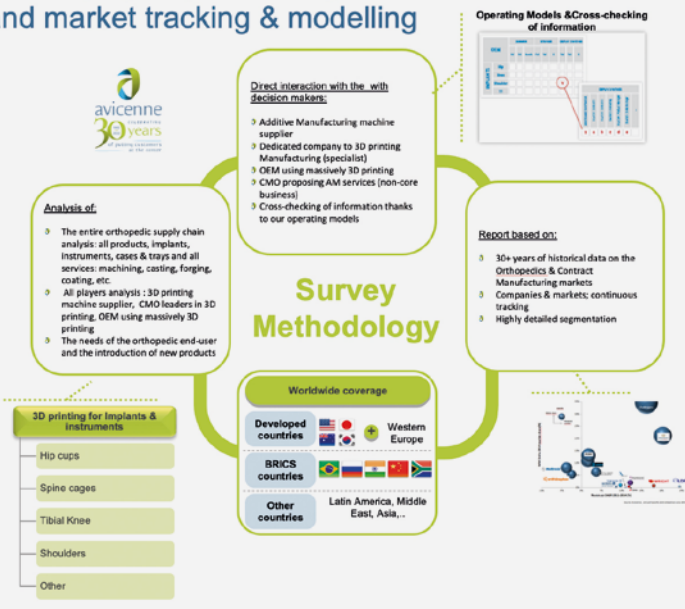 nd market tracking & modelling
Operating Models &Cross-checking
of information
avicenne
CELEBRATING
30 years
Direct interaction with the with
decision makers:
Additive Manufacturing machine
supplier
Dedicated company to 3D printing
Manufacturing (specialist)
OEM using massively 3D printing
CMO proposing AM services (non-core
business)
Cross-checking of information thanks
to our operating models
Analysis of:
The entire orthopedic supply chain
analysis: all products, implants,
instruments, cases & trays and all
services: machining, casting, forging,
coating, etc.
All players analysis : 3D printing
machine supplier, CMO leaders in 3D
printing, OEM using massively 3D
printing
The needs of the orthopedic end-user
and the introduction of new products
Survey
Methodology
Report based on:
30+ years of historical data on the
Orthopedics & Contract
Manufacturing markets
Companies & markets; continuous
tracking
Highly detailed segmentation
Worldwide coverage
Developed
countries
+
Western
Europe
BRICS
countries
Other
countries
Latin America, Middle
East, Asia,..
3D printing for Implants &
instruments
Hip cups
Spine cages
Tibial Knee
Shoulders
Other